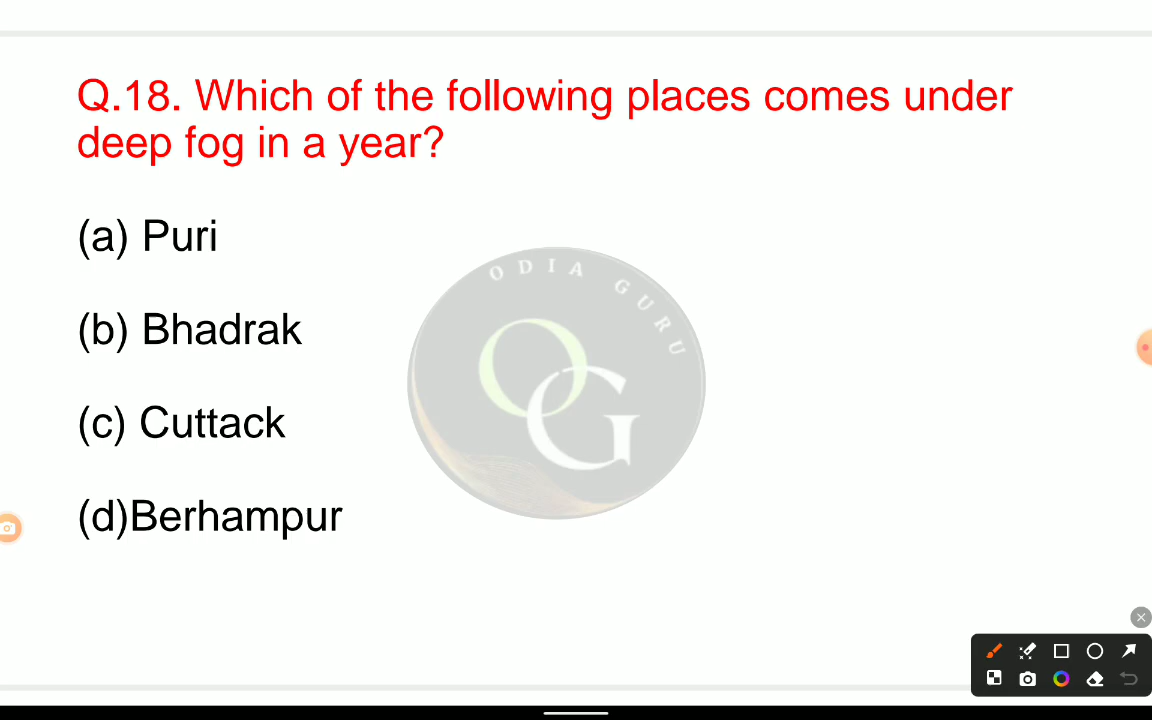 Q.18. Which of the following places comes under
deep fog in a year?
(a) Puri
(b) Bhadrak
(c) Cuttack
(d)Berhampur
ODIA GURU
OG